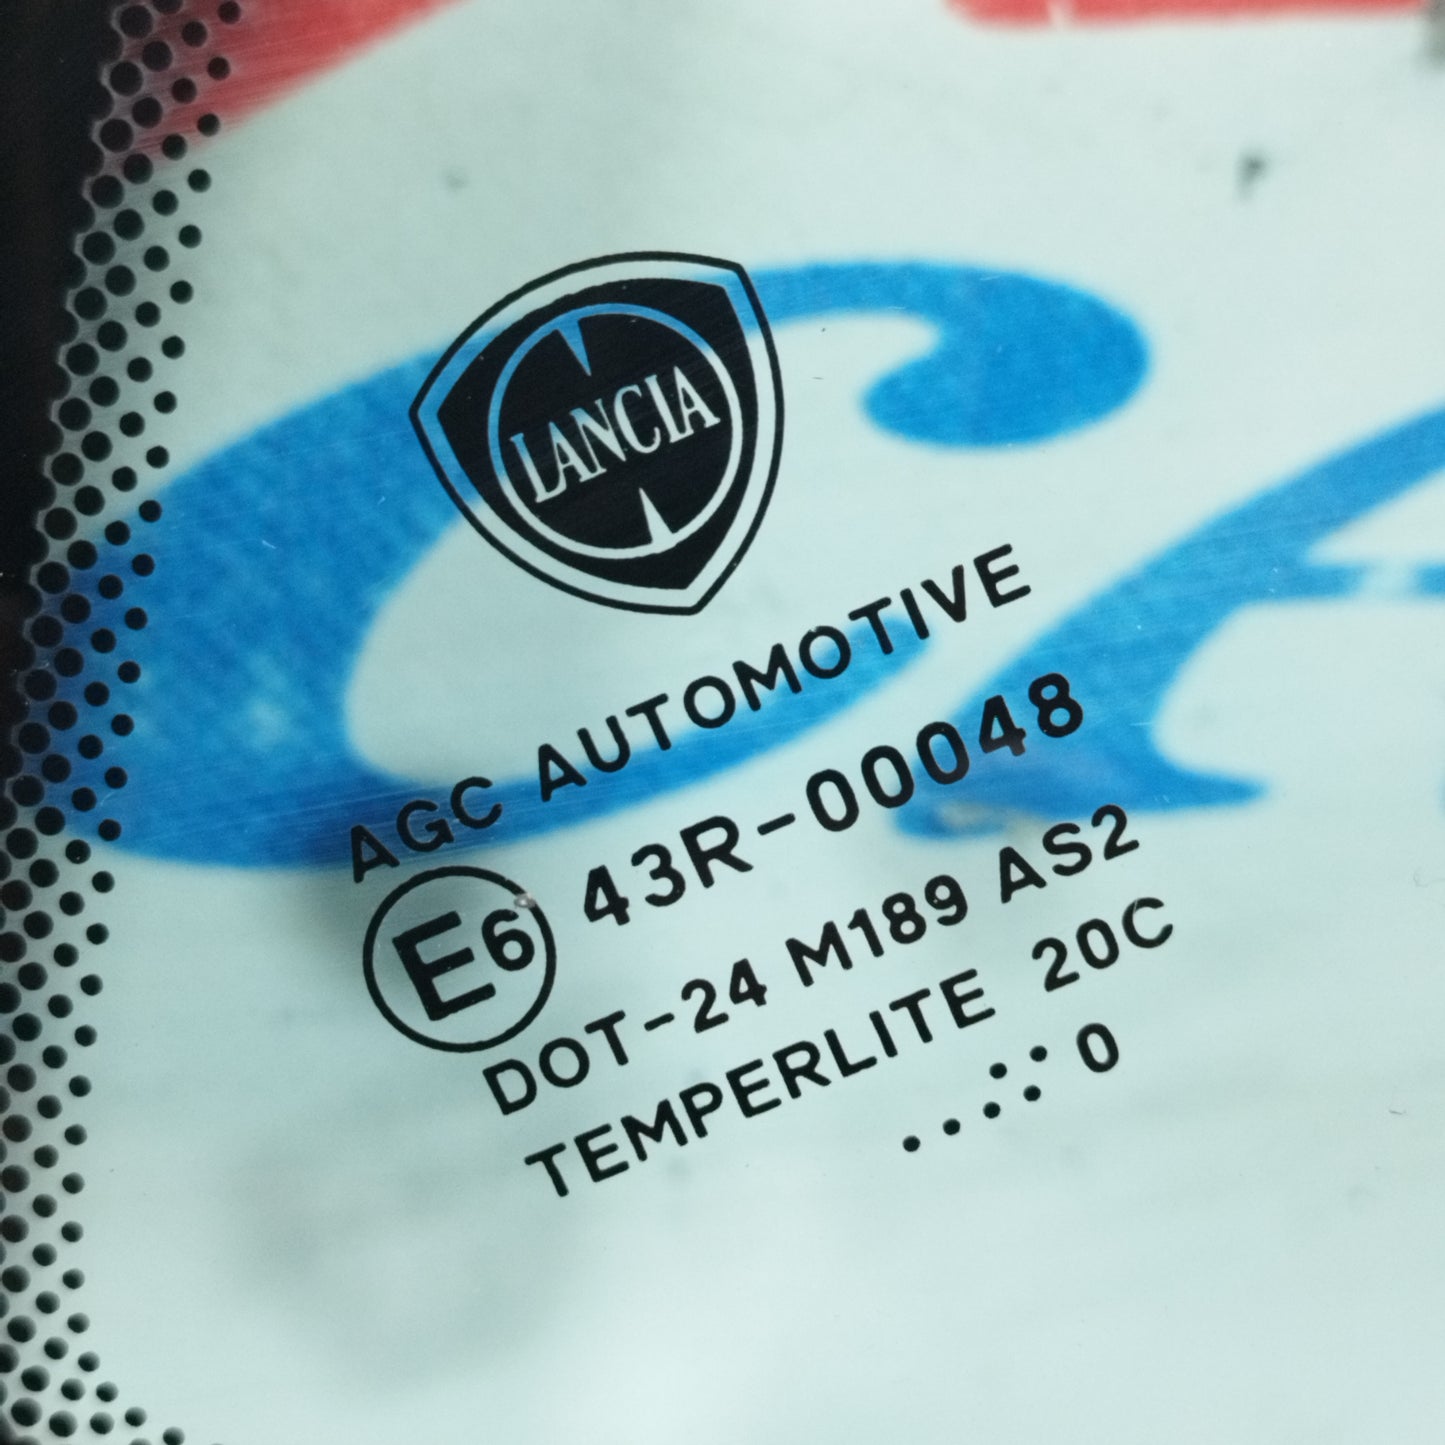 LANCIA
AGC AUTOMOTIVE
E6 43R-00048
DOT-24 M189 AS2
TEMPERLITE 20C
..... .. 0